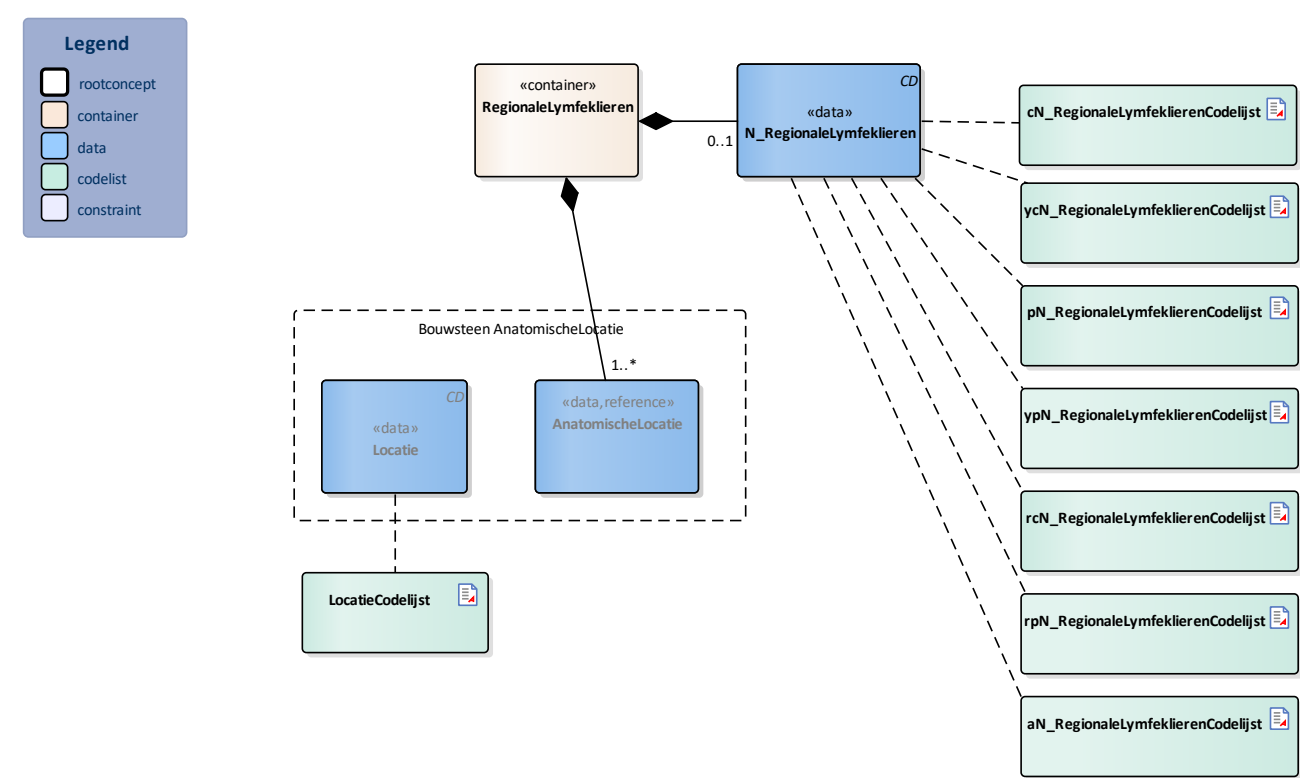 Legend
rootconcept
container
data
codelist
constraint
«container»
RegionaleLymfeklieren
0..1
CD
«data»
N_RegionaleLymfeklieren
cN_RegionaleLymfeklierenCodelijst
ycN_RegionaleLymfeklierenCodelijst
pN_RegionaleLymfeklierenCodelijst
ypN_RegionaleLymfeklierenCodelijst
rcN_RegionaleLymfeklierenCodelijst
rpN_RegionaleLymfeklierenCodelijst
aN_RegionaleLymfeklierenCodelijst
Bouwsteen AnatomischeLocatie
1..*
CD
«data»
Locatie
«data,reference»
AnatomischeLocatie
LocatieCodelijst